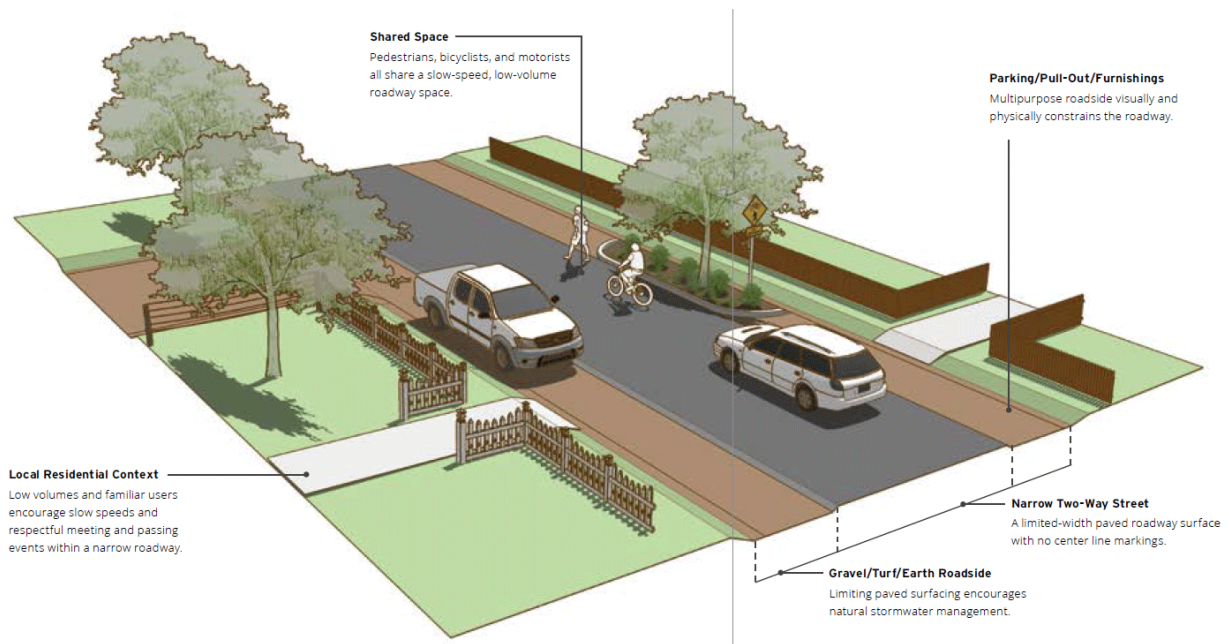 Shared Space
Pedestrians, bicyclists, and motorists
all share a slow-speed, low-volume
roadway space.
Parking/Pull-Out/Furnishings
Multipurpose roadside visually and
physically constrains the roadway.
Local Residential Context
Low volumes and familiar users
encourage slow speeds and
respectful meeting and passing
events within a narrow roadway.
Narrow Two-Way Street
A limited-width paved roadway surface
with no center line markings.
Gravel/Turf/Earth Roadside
Limiting paved surfacing encourages
natural stormwater management.